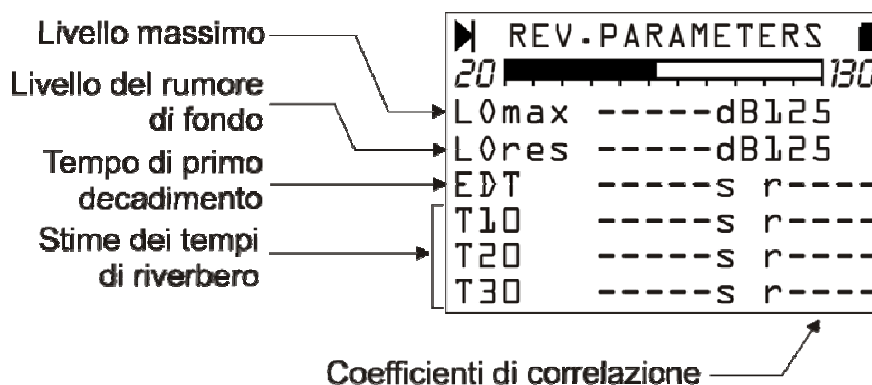 Livello massimo
Livello del rumore
di fondo
Tempo di primo
decadimento
Stime dei tempi
di riverbero
REV.PARAMETERS
20 130
L0max -----dB125
L0res -----dB125
EDT -----s r----
T10 -----s r----
T20 -----s r----
T30 -----s r----
Coefficienti di correlazione